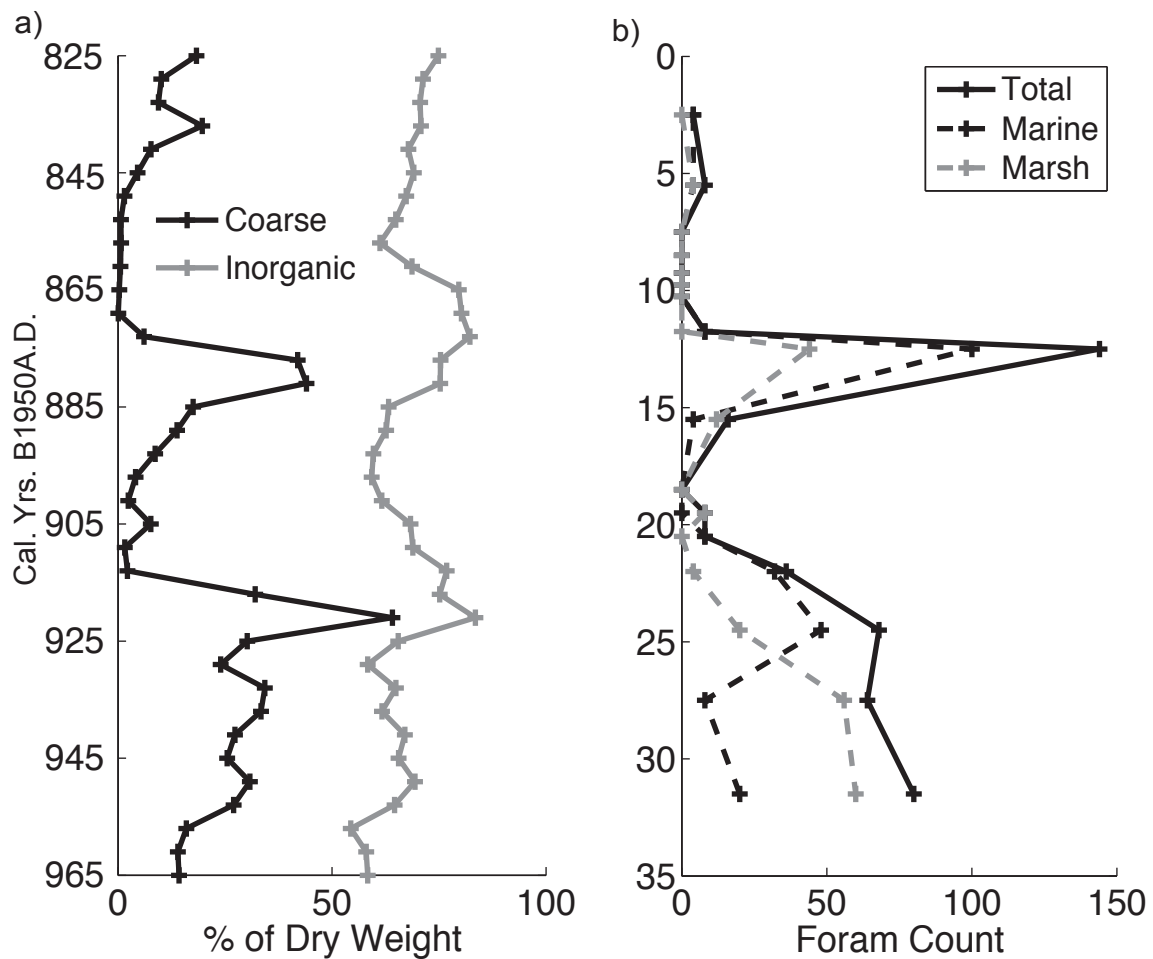 a)
825
845
865
885
905
925
945
965
Cal. Yrs. B1950A.D.
Coarse
Inorganic
0 50 100
% of Dry Weight
b)
0
5
10
15
20
25
30
35
Total
Marine
Marsh
0 50 100 150
Foram Count